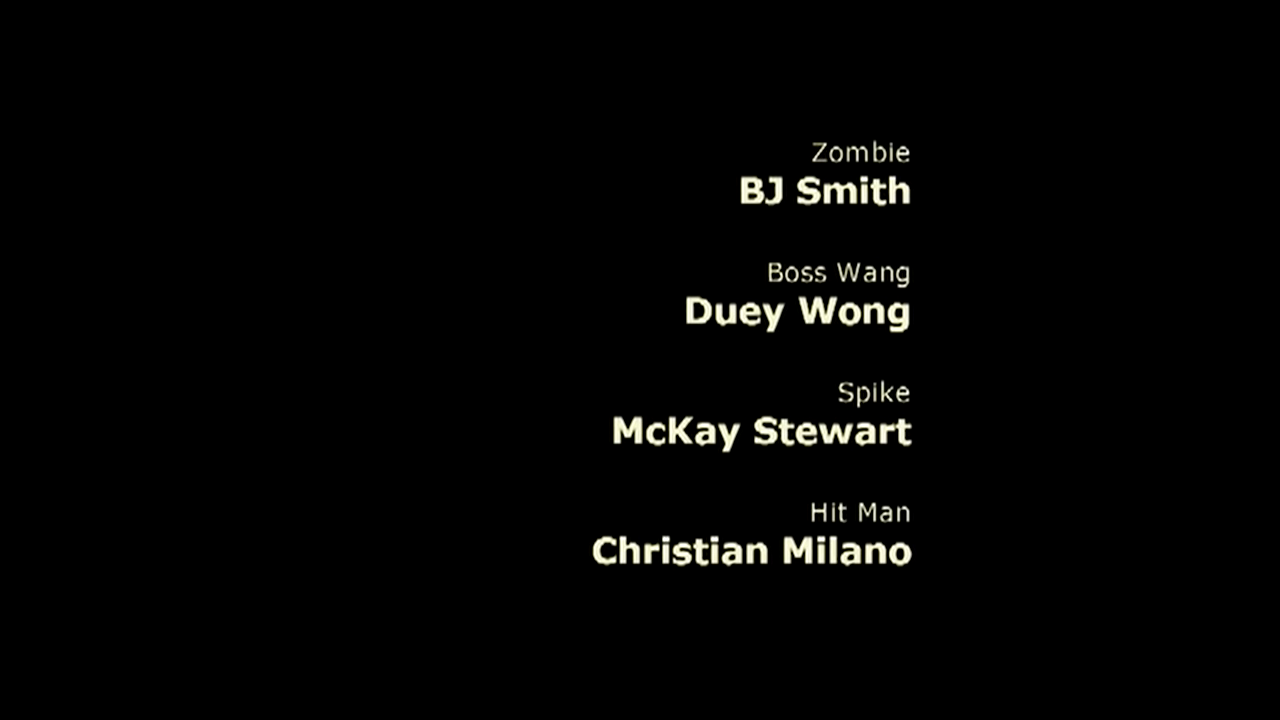 Zombie
BJ Smith
Boss Wang
Duey Wong
Spike
McKay Stewart
Hit Man
Christian Milano